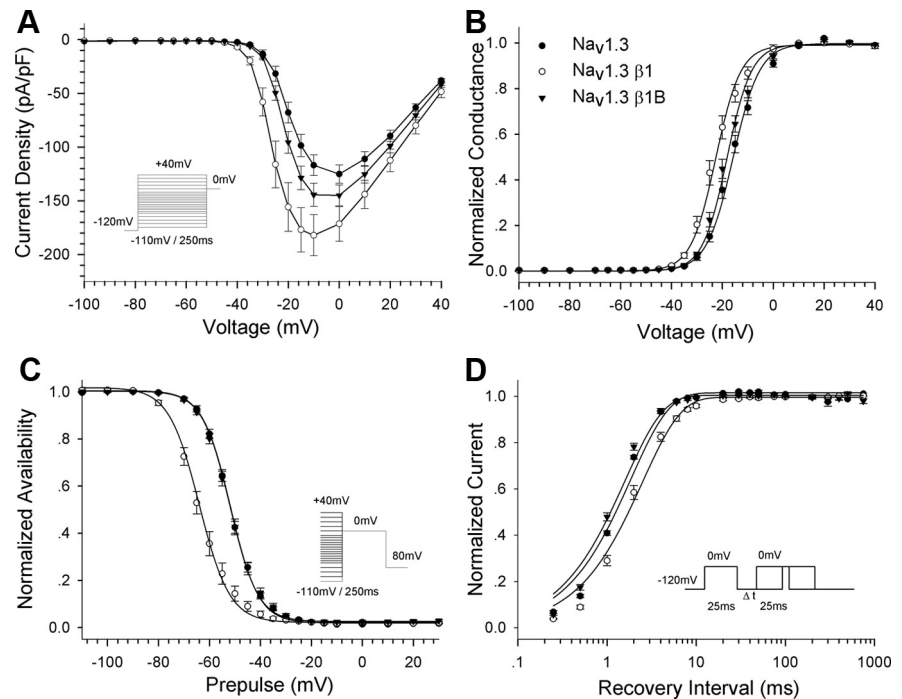 A
Current Density (pA/pF)
0
-50
-100
-150
-200
+40mV
0mV
-120mV
-110mV / 250ms
-100 -80 -60 -40 -20 0 20 40
Voltage (mV)
B
Normalized Conductance
1.0
.8
.6
.4
.2
0.0
NaV1.3
NaV1.3 β1
NaV1.3 β1B
-100 -80 -60 -40 -20 0 20 40
Voltage (mV)
C
Normalized Availability
1.0
.8
.6
.4
.2
0.0
+40mV
0mV
80mV
-110mV / 250ms
-100 -80 -60 -40 -20 0 20
Prepulse (mV)
D
Normalized Current
1.0
.8
.6
.4
.2
0.0
0mV 0mV
-120mV
Δ t
25ms 25ms
.1 1 10 100 1000
Recovery Interval (ms)